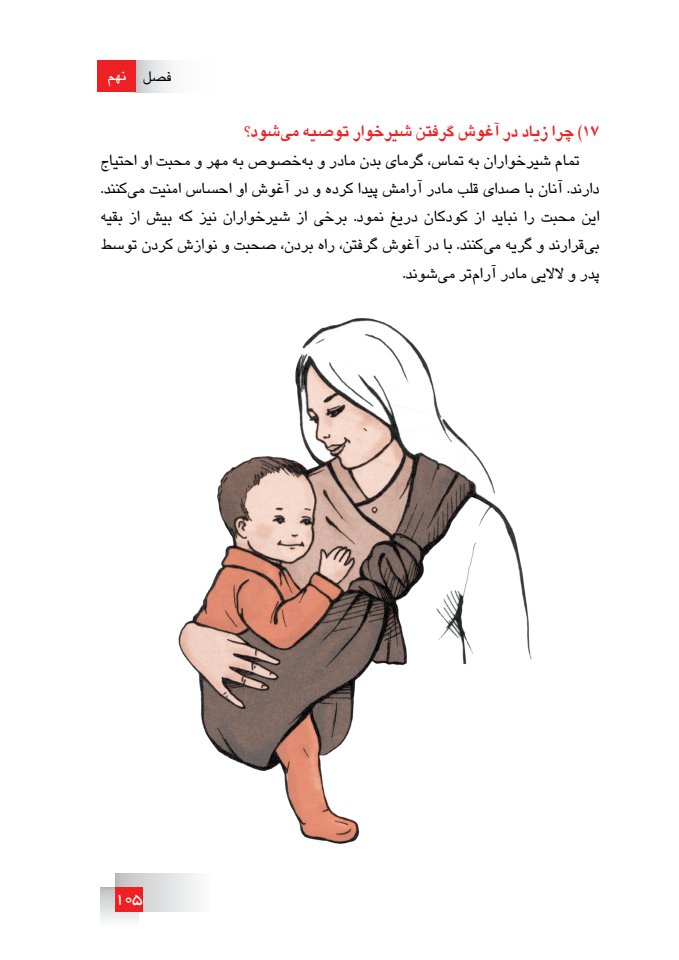 فصل نهم
۱۷) چرا زیاد در آغوش گرفتن شیرخوار توصیه می‌شود؟
تمام شیرخواران به تماس، گرمای بدن مادر و به‌خصوص به مهر و محبت او احتیاج
دارند. آنان با صدای قلب مادر آرامش پیدا کرده و در آغوش او احساس امنیت می‌کنند.
این محبت را نباید از کودکان دریغ نمود. برخی از شیرخواران نیز که بیش از بقیه
بی‌قرارند و گریه می‌کنند. با در آغوش گرفتن، راه بردن، صحبت و نوازش کردن توسط
پدر و لالایی مادر آرام‌تر می‌شوند.
۱۰۵